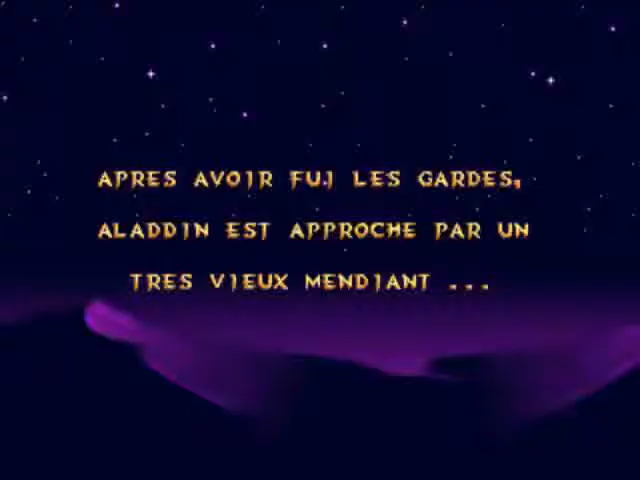 APRES AVOIR FUI LES GARDES,
ALADDIN EST APPROCHE PAR UN
TRES VIEUX MENDIANT ...